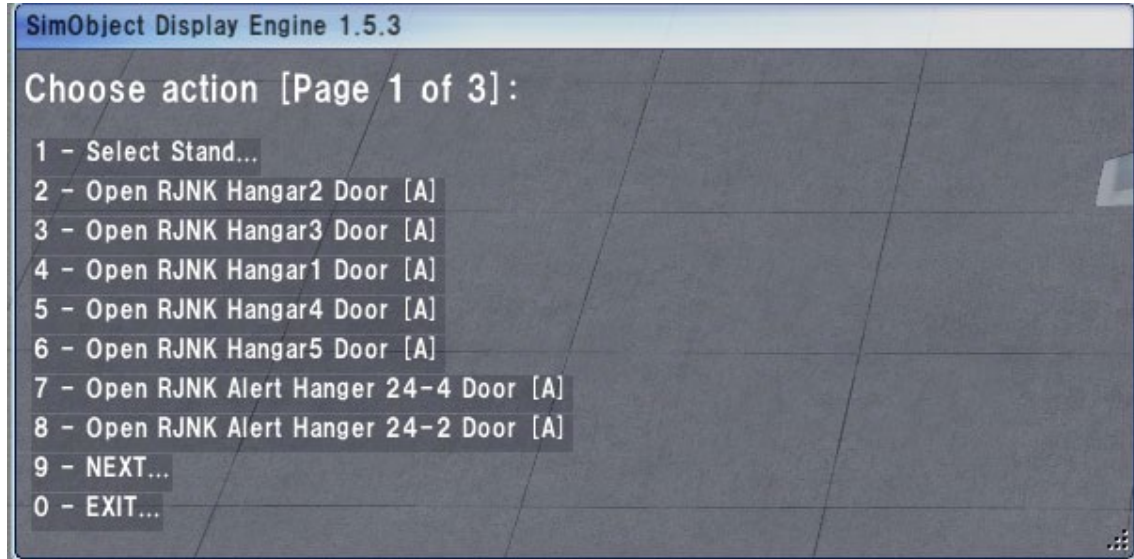 SimObject Display Engine 1.5.3
Choose action [Page 1 of 3]:
1 - Select Stand...
2 - Open RJNK Hangar2 Door [A]
3 - Open RJNK Hangar3 Door [A]
4 - Open RJNK Hangar1 Door [A]
5 - Open RJNK Hangar4 Door [A]
6 - Open RJNK Hangar5 Door [A]
7 - Open RJNK Alert Hanger 24-4 Door [A]
8 - Open RJNK Alert Hanger 24-2 Door [A]
9 - NEXT...
0 - EXIT...